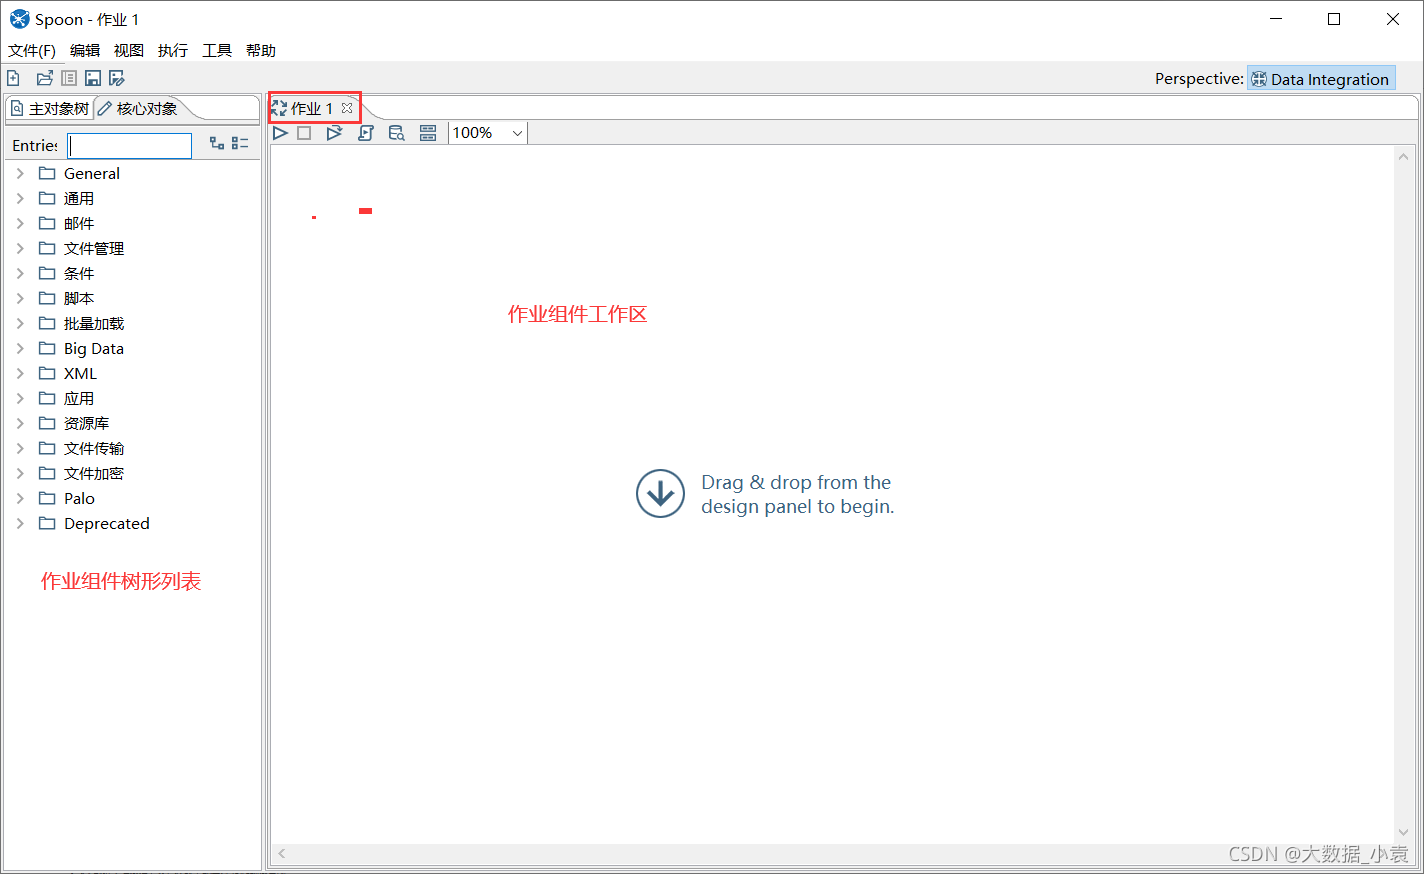 Spoon - 作业 1
文件(F) 编辑 视图 执行 工具 帮助
Perspective: Data Integration
主对象树 核心对象
作业 1
Entries
100%
General
通用
邮件
文件管理
条件
脚本
批量加载
Big Data
XML
应用
资源库
文件传输
文件加密
Palo
Deprecated
作业组件树形列表
作业组件工作区
Drag & drop from the
design panel to begin.
CSDN @大数据_小袁